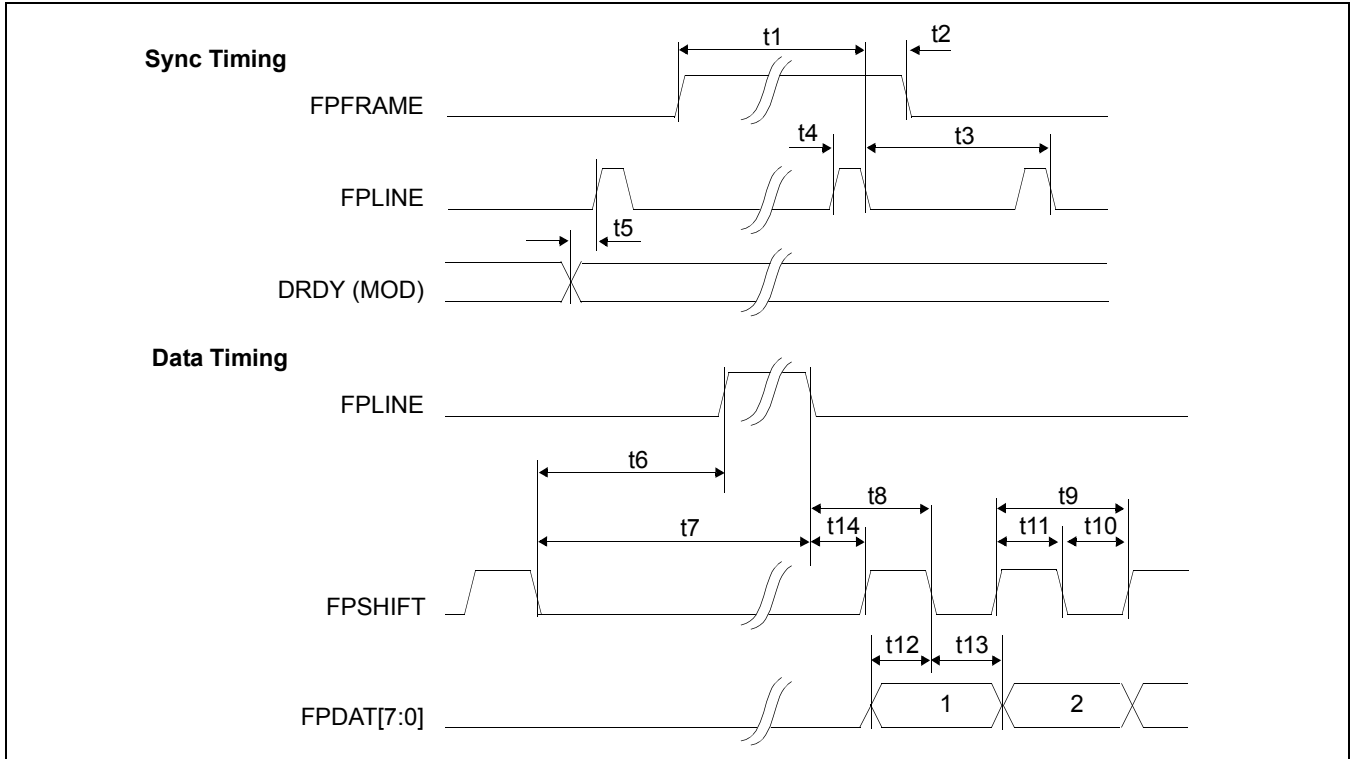 Sync Timing
t1
t2
FPFRAME
t4
t3
FPLINE
t5
DRDY (MOD)
Data Timing
FPLINE
t6
t8
t9
t7
t14
t11
t10
FPSHIFT
t12
t13
FPDAT[7:0]
1
2